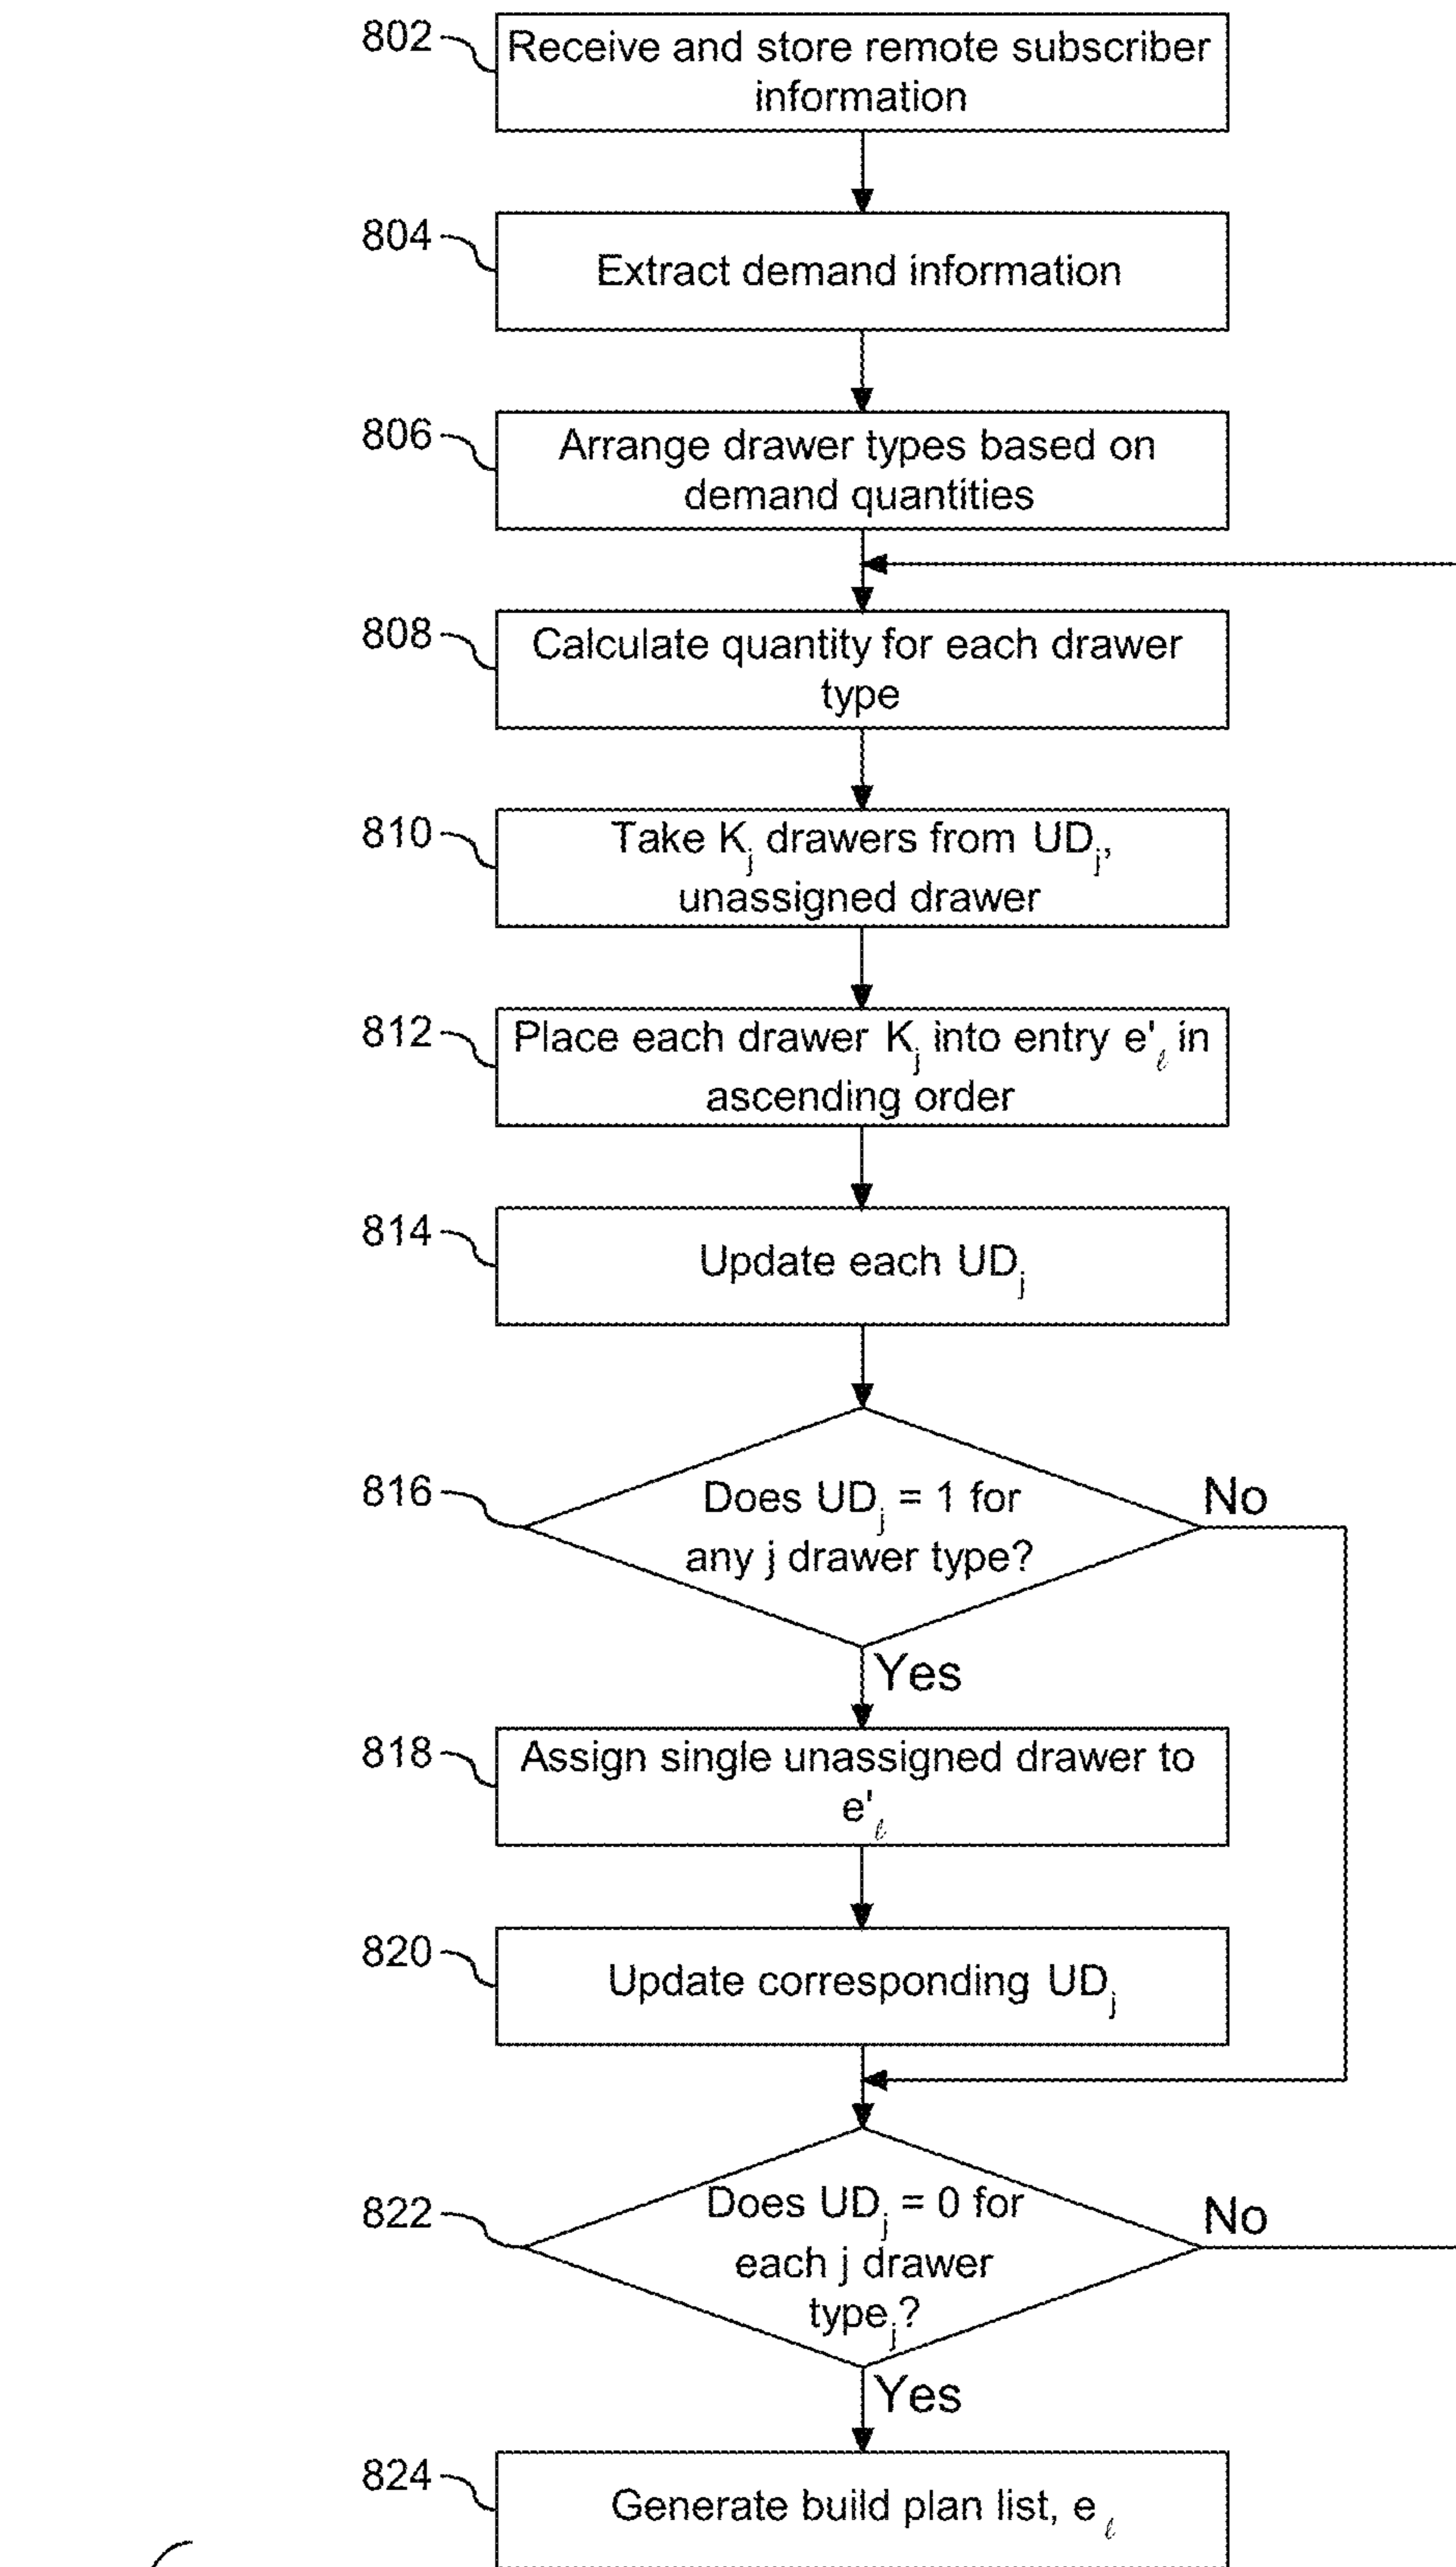 802
Receive and store remote subscriber
information
804
Extract demand information
806
Arrange drawer types based on
demand quantities
808
Calculate quantity for each drawer
type
810
Take Kj drawers from UDj,
unassigned drawer
812
Place each drawer Kj into entry e'ℓ in
ascending order
814
Update each UDj
816
Does UDj = 1 for
any j drawer type?
No
Yes
818
Assign single unassigned drawer to
e'ℓ
820
Update corresponding UDj
822
Does UDj = 0 for
each j drawer
typej?
No
Yes
824
Generate build plan list, eℓ